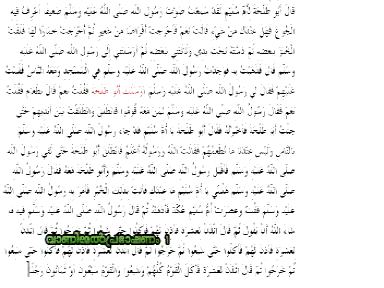 قال أبو طلحة لأم سليم لقد سمعت صوت رسول الله صلى الله عليه وسلم ضعيفا أعرف فيه
الجوع فهل عندك من شيء قالت نعم فأخرجت أقراصا من شعير ثم أخرجت خمارا لها فلفت
الخبز ببعضه ثم دسته تحت يدي ولاثتني ببعضه ثم أرسلتني إلى رسول الله صلى الله عليه
وسلم قال فذهبت به فوجدت رسول الله صلى الله عليه وسلم في المسجد ومعه الناس فقمت
عليهم فقال لي رسول الله صلى الله عليه وسلم آرسلك أبو طلحة فقلت نعم قال بطعام فقلت
نعم فقال رسول الله صلى الله عليه وسلم لمن معه قوموا فانطلق وانطلقت بين أيديهم حتى
جئت أبا طلحة فأخبرته فقال أبو طلحة يا أم سليم قد جاء رسول الله صلى الله عليه وسلم
بالناس وليس عندنا ما نطعمهم فقالت الله ورسوله أعلم فانطلق أبو طلحة حتى لقي رسول الله
صلى الله عليه وسلم فأقبل رسول الله صلى الله عليه وسلم وأبو طلحة معه فقال رسول الله
صلى الله عليه وسلم هلمي يا أم سليم ما عندك فأتت بذلك الخبز فأمر به رسول الله صلى الله
عليه وسلم ففت وعصرت أم سليم عكة فأدمته ثم قال رسول الله صلى الله عليه وسلم فيه ما
شاء الله أن يقول ثم قال ائذن لعشرة فأذن لهم فأكلوا حتى شبعوا ثم خرجوا ثم قال ائذن
لعشرة فأذن لهم فأكلوا حتى شبعوا ثم خرجوا ثم قال ائذن لعشرة فأذن لهم فأكلوا حتى شبعوا
ثم خرجوا ثم قال ائذن لعشرة فأكل القوم كلهم وشبعوا والقوم سبعون أو ثمانون رجلا
1